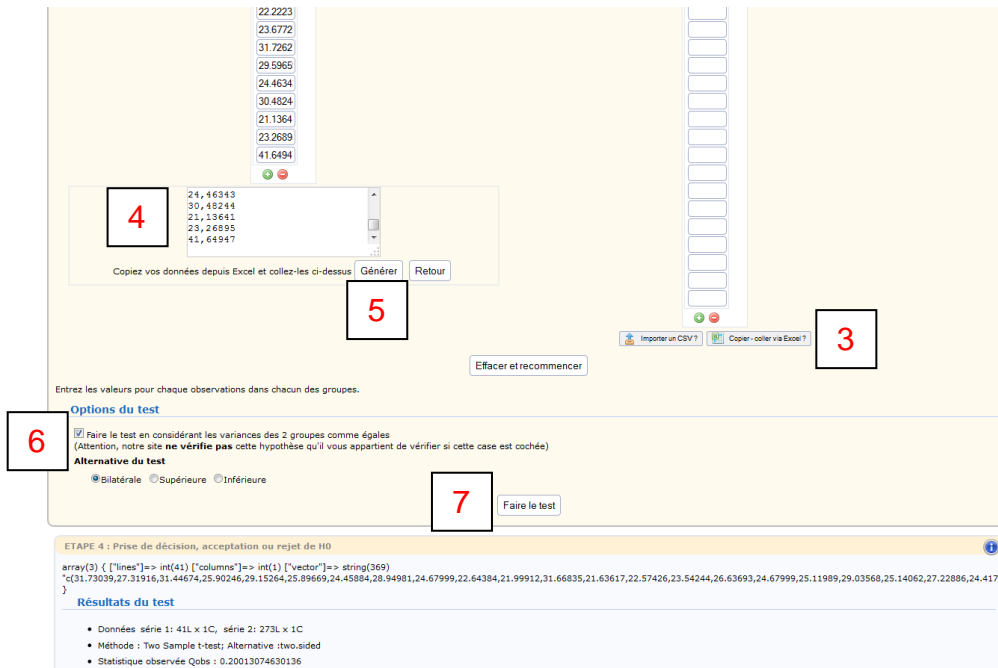 22.2223
23.6772
31.7262
29.5965
24.4634
30.4824
21.1364
23.2689
41.6494
4
24,46343
30,48244
21,13641
23,26895
41,64947
Copiez vos données depuis Excel et collez-les ci-dessus Générer Retour
5
Importer un CSV ? Copier - coller via Excel ?
3
Effacer et recommencer
Entrez les valeurs pour chaque observations dans chacun des groupes.
Options du test
6
Faire le test en considérant les variances des 2 groupes comme égales
(Attention, notre site ne vérifie pas cette hypothèse qu'il vous appartient de vérifier si cette case est cochée)
Alternative du test
Bilatérale Supérieure Inférieure
7
Faire le test
ETAPE 4 : Prise de décision, acceptation ou rejet de H0
array(3) { ["lines"]=> int(41) ["columns"]=> int(1) ["vector"]=> string(369)
"c(31.73039,27.31916,31.44674,25.90246,29.15264,25.89669,24.45884,28.94981,24.67999,22.64384,21.99912,31.66835,21.63617,22.57426,23.54244,26.63693,24.67999,25.11989,29.03568,25.14062,27.22886,24.417
}
Résultats du test
• Données série 1: 41L x 1C, série 2: 273L x 1C
• Méthode : Two Sample t-test; Alternative :two.sided
• Statistique observée Qobs : 0.20013074630136